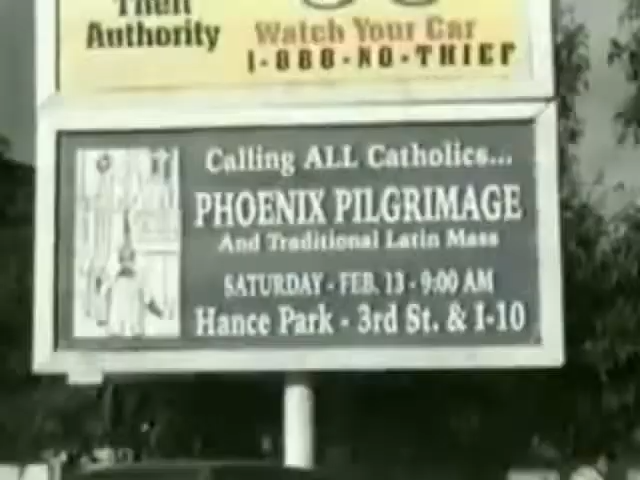 Theft
Authority
Watch Your Car
1-888-NO-THIEF
Calling ALL Catholics...
PHOENIX PILGRIMAGE
And Traditional Latin Mass
SATURDAY - FEB. 13 - 9:00 AM
Hance Park - 3rd St. & I-10